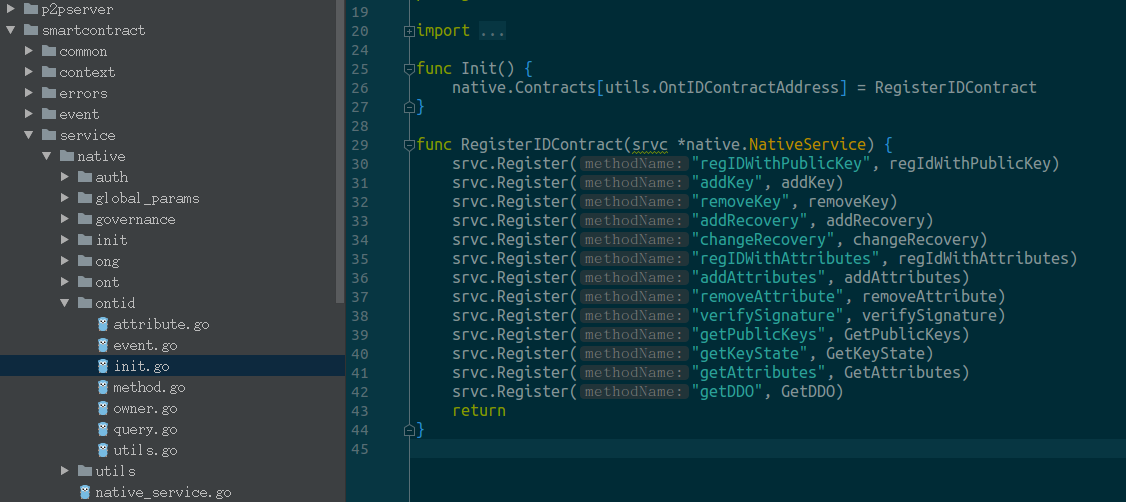 p2pserver
smartcontract
common
context
errors
event
service
native
auth
global_params
governance
init
ong
ont
ontid
attribute.go
event.go
init.go
method.go
owner.go
query.go
utils.go
utils
native_service.go
19
20 import ...
24
25 func Init() {
26 native.Contracts[utils.OntIDContractAddress] = RegisterIDContract
27 }
28
29 func RegisterIDContract(srvc *native.NativeService) {
30 srvc.Register( methodName: "regIDWithPublicKey", regIdWithPublicKey)
31 srvc.Register( methodName: "addKey", addKey)
32 srvc.Register( methodName: "removeKey", removeKey)
33 srvc.Register( methodName: "addRecovery", addRecovery)
34 srvc.Register( methodName: "changeRecovery", changeRecovery)
35 srvc.Register( methodName: "regIDWithAttributes", regIdWithAttributes)
36 srvc.Register( methodName: "addAttributes", addAttributes)
37 srvc.Register( methodName: "removeAttribute", removeAttribute)
38 srvc.Register( methodName: "verifySignature", verifySignature)
39 srvc.Register( methodName: "getPublicKeys", GetPublicKeys)
40 srvc.Register( methodName: "getKeyState", GetKeyState)
41 srvc.Register( methodName: "getAttributes", GetAttributes)
42 srvc.Register( methodName: "getDDO", GetDDO)
43 return
44 }
45